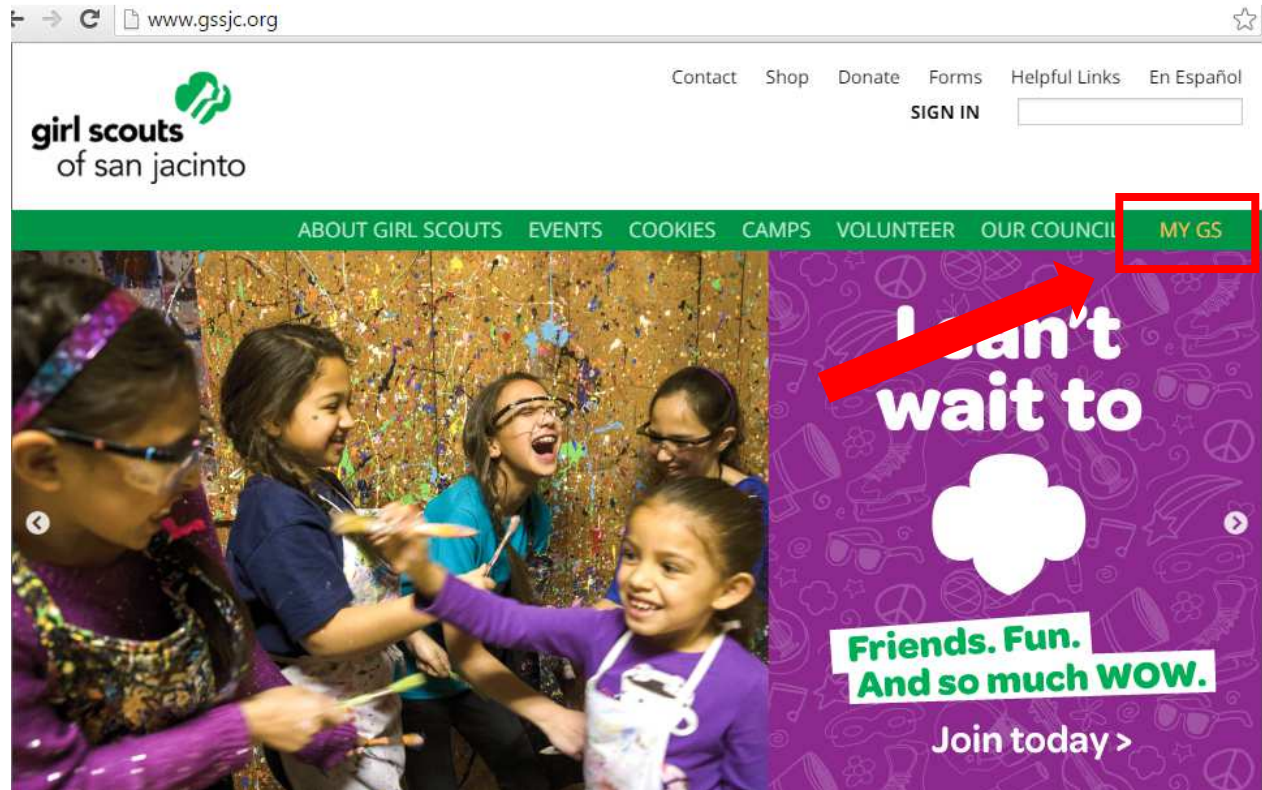 www.gssjc.org
Contact Shop Donate Forms Helpful Links En Español
SIGN IN
girl scouts
of san jacinto
ABOUT GIRL SCOUTS EVENTS COOKIES CAMPS VOLUNTEER OUR COUNCIL MY GS
I can't
wait to
Friends. Fun.
And so much WOW.
Join today >